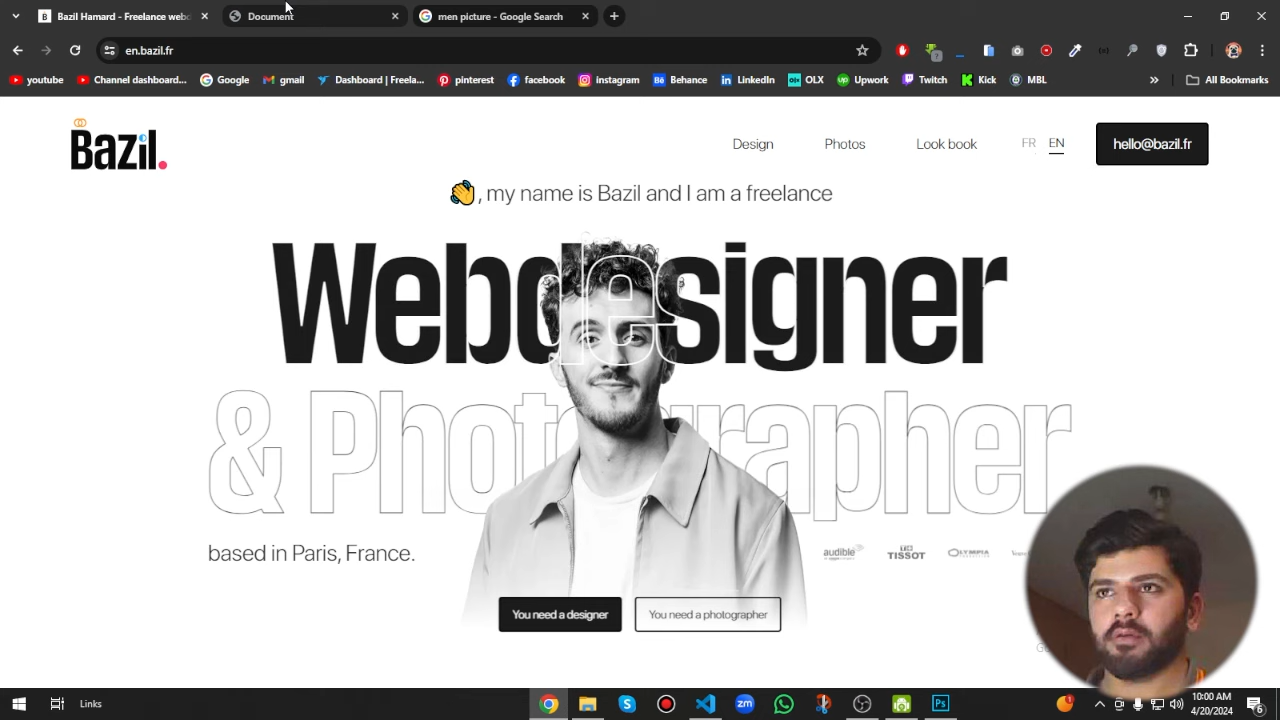 Bazil Hamard - Freelance webd
Document
men picture - Google Search
en.bazil.fr
youtube
Channel dashboard...
Google
gmail
Dashboard | Freela...
pinterest
facebook
instagram
Behance
LinkedIn
OLX
Upwork
Twitch
Kick
MBL
All Bookmarks
Bazil.
Design
Photos
Look book
FR
EN
hello@bazil.fr
, my name is Bazil and I am a freelance
Webdesigner
& Photographer
based in Paris, France.
audible
TISSOT
OLYMPIA
You need a designer
You need a photographer
Links
10:00 AM
4/20/2024